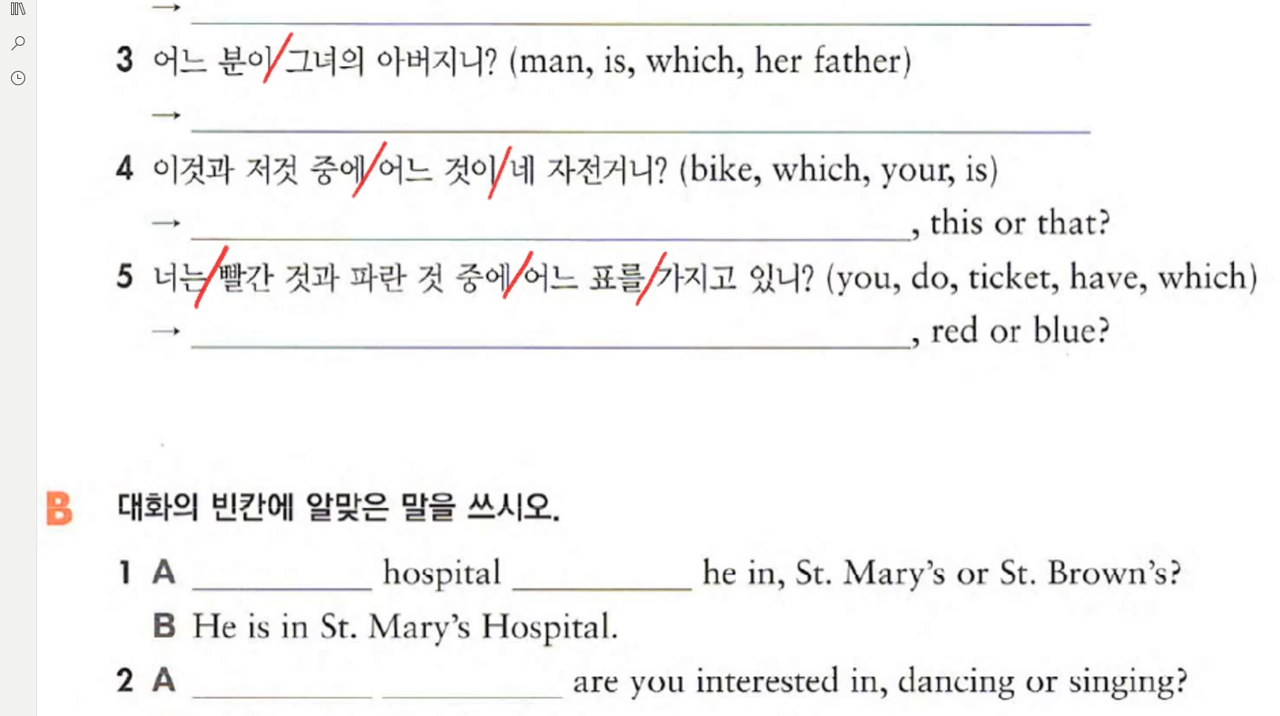 →
3 어느 분이 그녀의 아버지니? (man, is, which, her father)
→
4 이것과 저것 중에 어느 것이 네 자전거니? (bike, which, your, is)
→ , this or that?
5 너는 빨간 것과 파란 것 중에 어느 표를 가지고 있니? (you, do, ticket, have, which)
→ , red or blue?
B 대화의 빈칸에 알맞은 말을 쓰시오.
1 A hospital he in, St. Mary's or St. Brown's?
B He is in St. Mary's Hospital.
2 A are you interested in, dancing or singing?